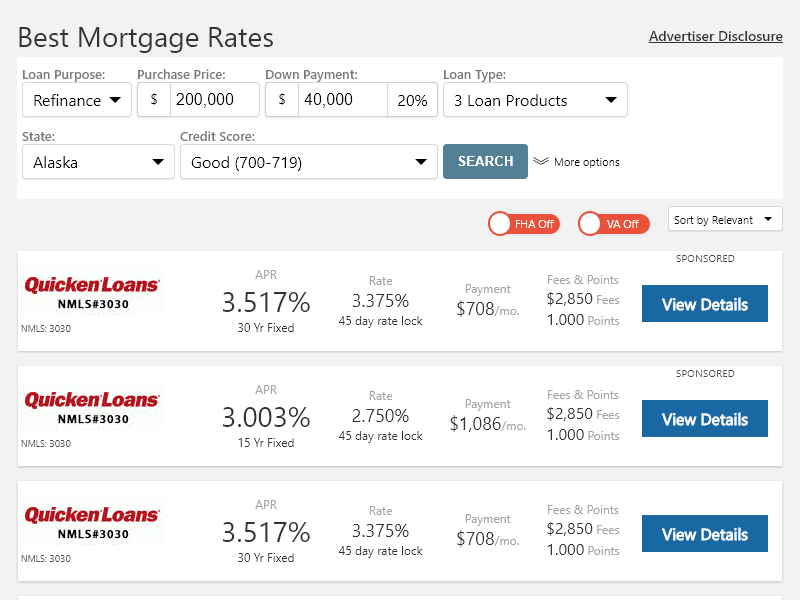 Best Mortgage Rates
Advertiser Disclosure
Loan Purpose: Purchase Price: Down Payment: Loan Type:
Refinance $ 200,000 $ 40,000 20% 3 Loan Products
State: Credit Score:
Alaska Good (700-719) SEARCH More options
FHA Off VA Off Sort by Relevant
SPONSORED
Quicken Loans
NMLS#3030
NMLS: 3030
APR
3.517%
30 Yr Fixed
Rate
3.375%
45 day rate lock
Payment
$708/mo.
Fees & Points
$2,850 Fees
1.000 Points
View Details
SPONSORED
Quicken Loans
NMLS#3030
NMLS: 3030
APR
3.003%
15 Yr Fixed
Rate
2.750%
45 day rate lock
Payment
$1,086/mo.
Fees & Points
$2,850 Fees
1.000 Points
View Details
Quicken Loans
NMLS#3030
NMLS: 3030
APR
3.517%
30 Yr Fixed
Rate
3.375%
45 day rate lock
Payment
$708/mo.
Fees & Points
$2,850 Fees
1.000 Points
View Details